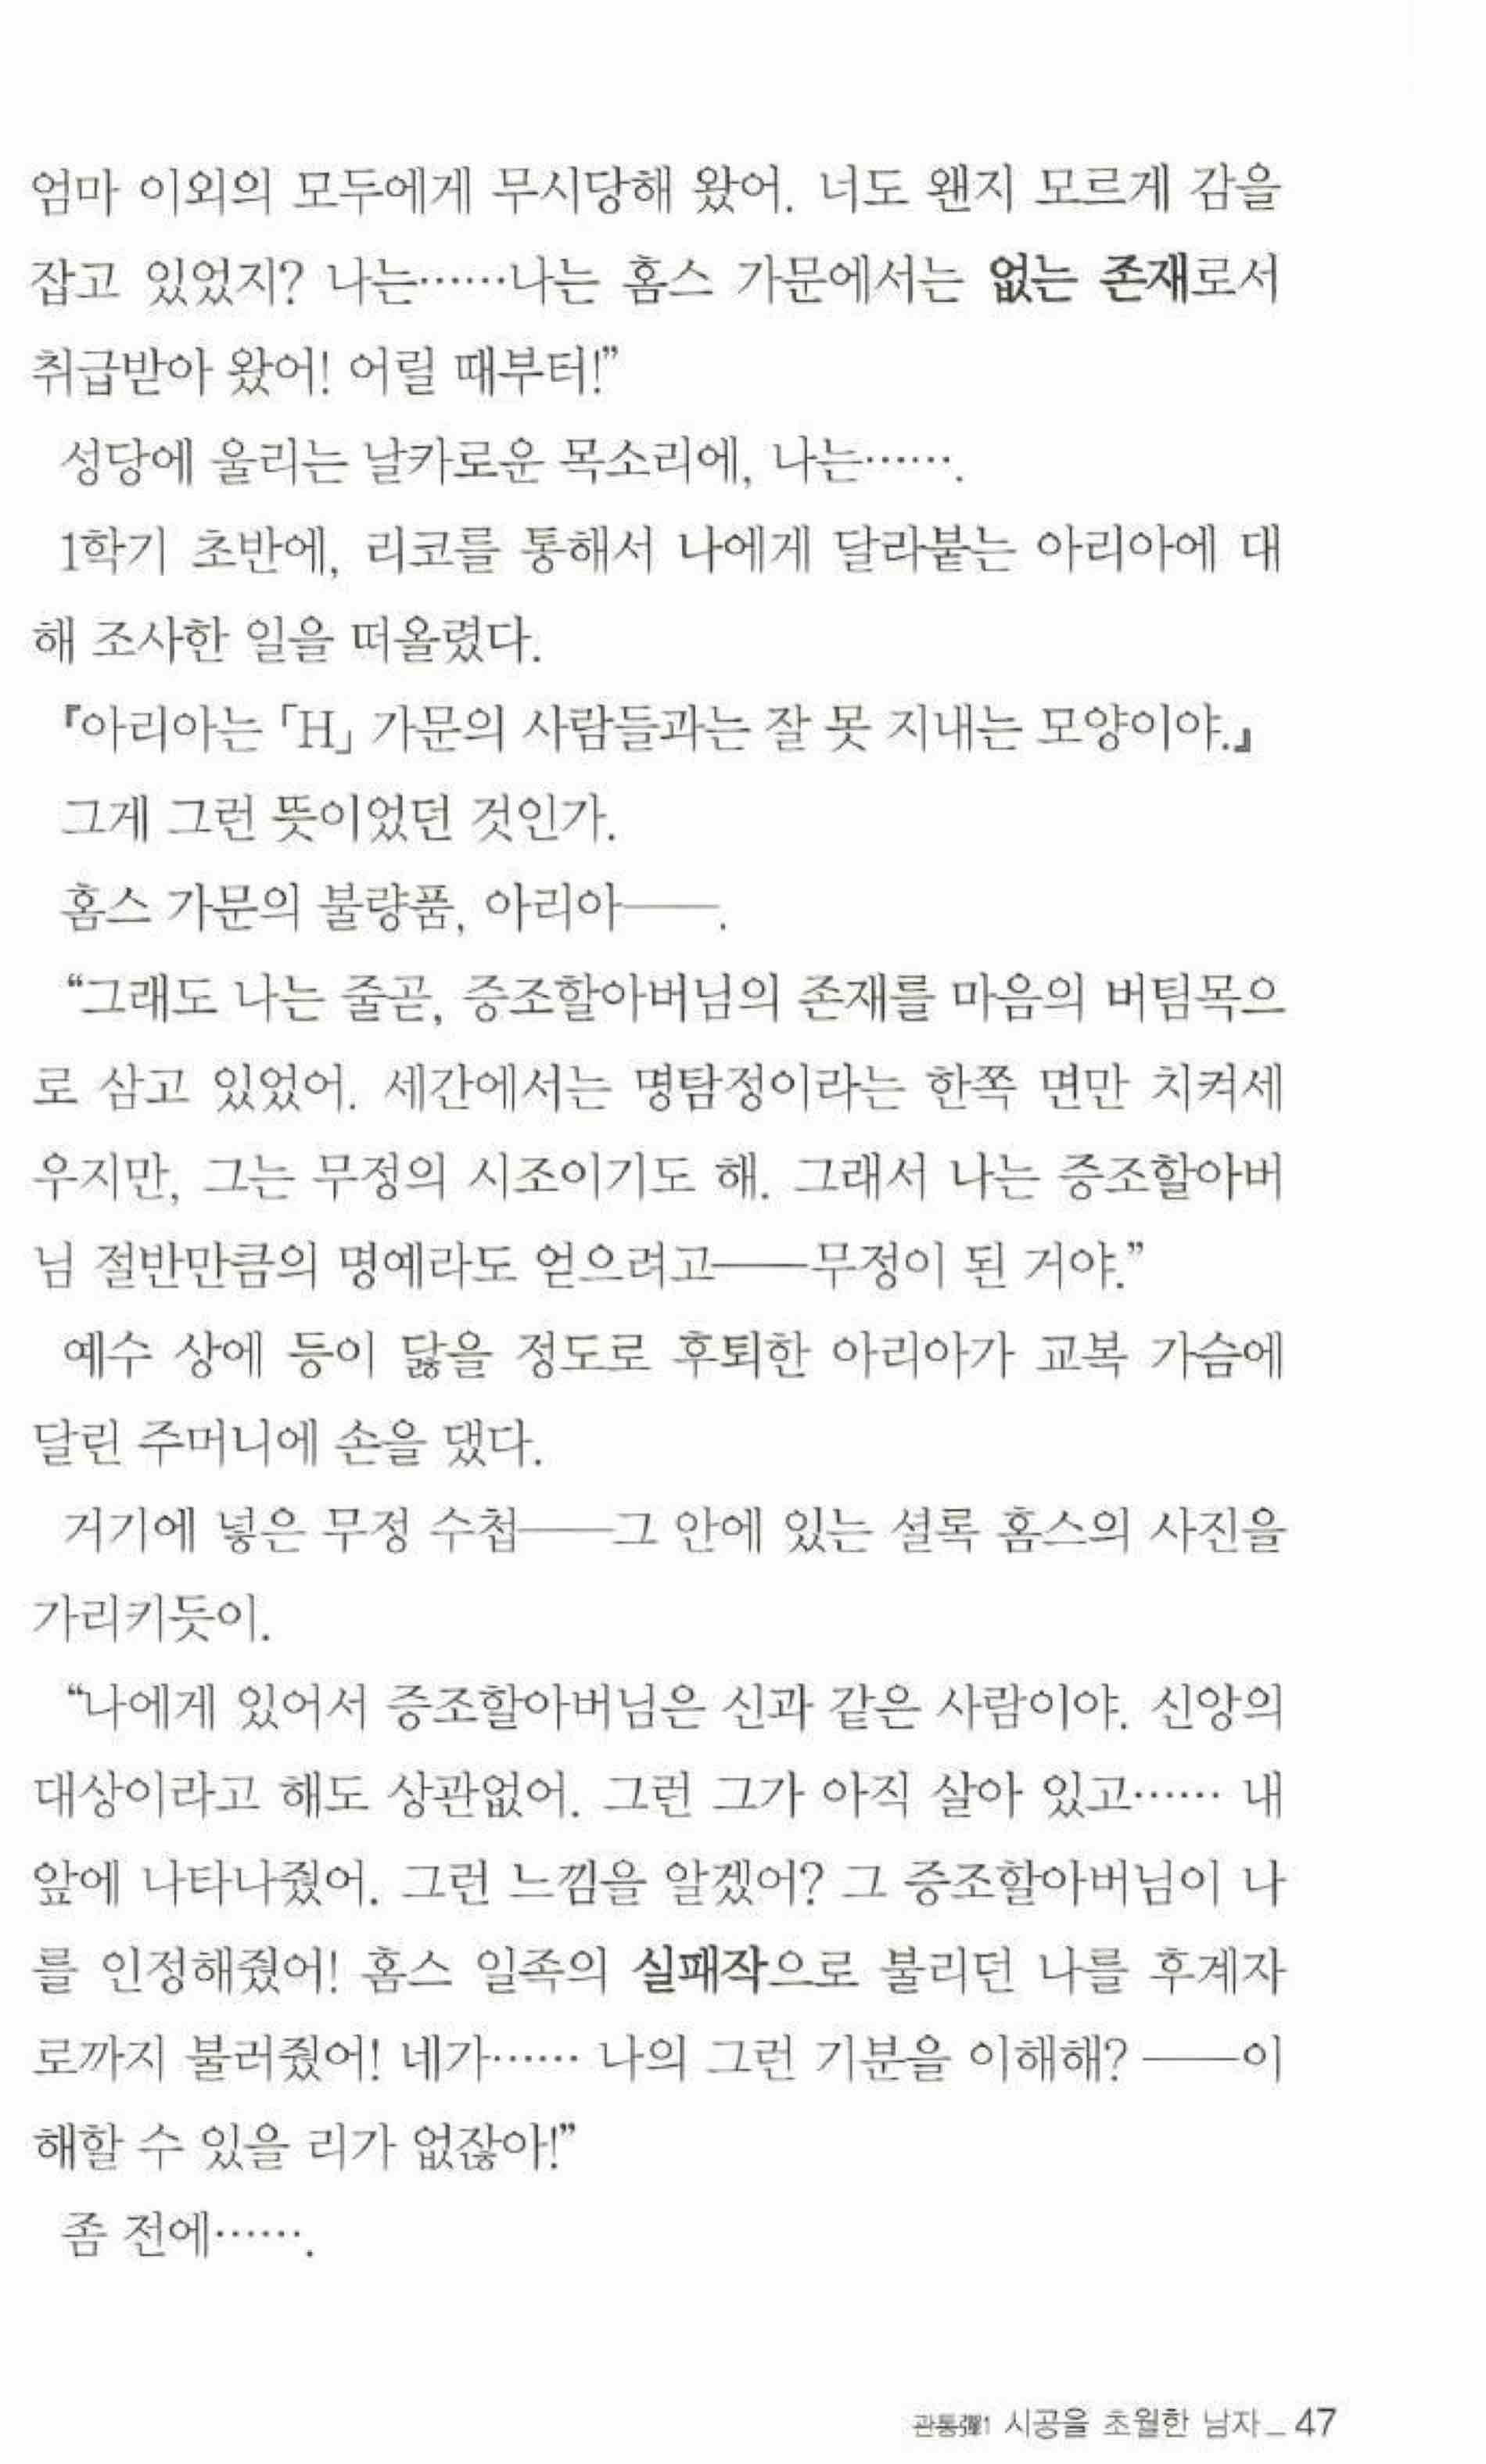 엄마 이외의 모두에게 무시당해 왔어. 너도 왠지 모르게 감을
잡고 있었지? 나는……나는 홈스 가문에서는 없는 존재로서
취급받아 왔어! 어릴 때부터!”
성당에 울리는 날카로운 목소리에, 나는…….
1학기 초반에, 리코를 통해서 나에게 달라붙는 아리아에 대
해 조사한 일을 떠올렸다.
『아리아는 「H」 가문의 사람들과는 잘 못 지내는 모양이야.』
그게 그런 뜻이었던 것인가.
홈스 가문의 불량품, 아리아──.
“그래도 나는 줄곧, 증조할아버님의 존재를 마음의 버팀목으
로 삼고 있었어. 세간에서는 명탐정이라는 한쪽 면만 치켜세
우지만, 그는 무정의 시조이기도 해. 그래서 나는 증조할아버
님 절반만큼의 명예라도 얻으려고──무정이 된 거야.”
예수 상에 등이 닳을 정도로 후퇴한 아리아가 교복 가슴에
달린 주머니에 손을 댔다.
거기에 넣은 무정 수첩──그 안에 있는 셜록 홈스의 사진을
가리키듯이.
“나에게 있어서 증조할아버님은 신과 같은 사람이야. 신앙의
대상이라고 해도 상관없어. 그런 그가 아직 살아 있고…… 내
앞에 나타나줬어. 그런 느낌을 알겠어? 그 증조할아버님이 나
를 인정해줬어! 홈스 일족의 실패작으로 불리던 나를 후계자
로까지 불러줬어! 네가…… 나의 그런 기분을 이해해? ──이
해할 수 있을 리가 없잖아!”
좀 전에…….
관통彈1 시공을 초월한 남자_ 47